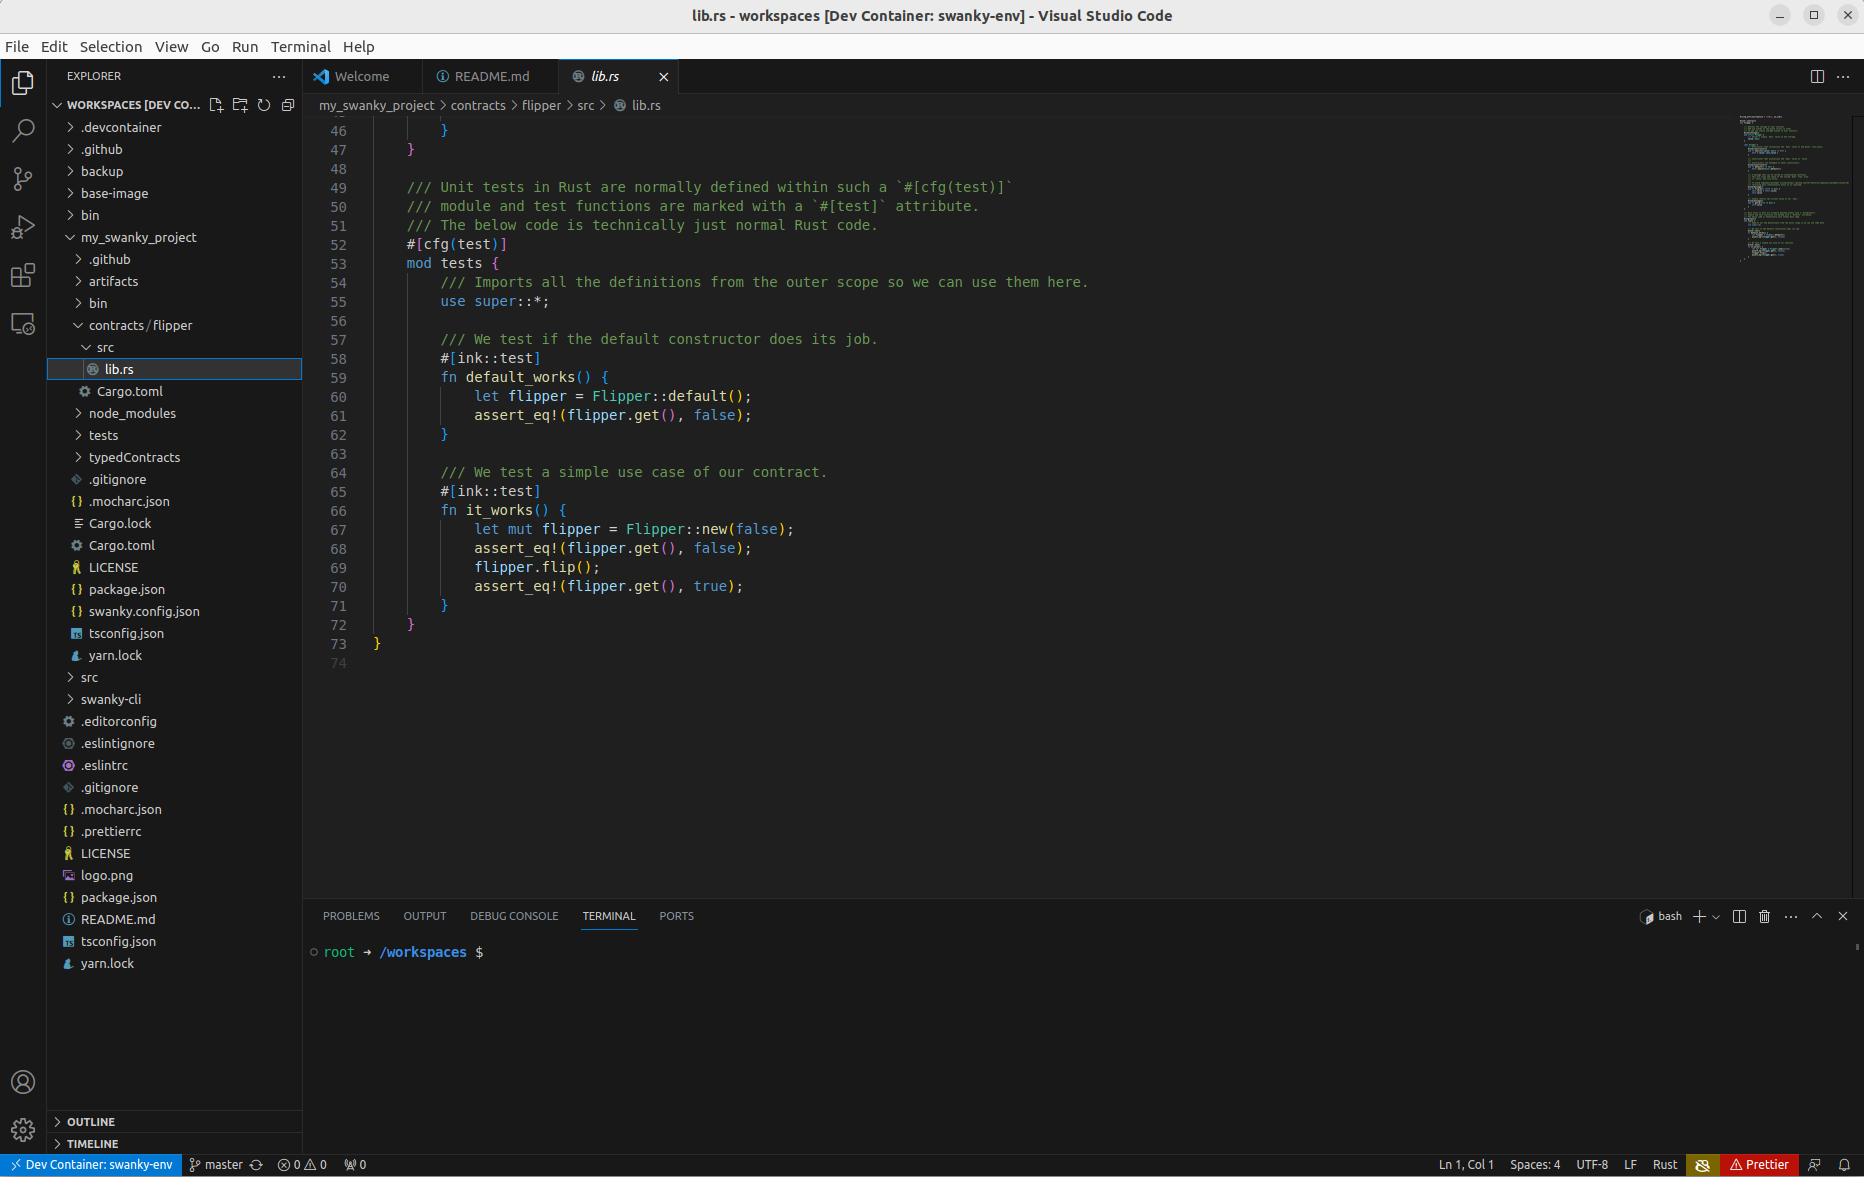 lib.rs - workspaces [Dev Container: swanky-env] - Visual Studio Code
File Edit Selection View Go Run Terminal Help
EXPLORER
WORKSPACES [DEV CO...
.devcontainer
.github
backup
base-image
bin
my_swanky_project
.github
artifacts
bin
contracts/flipper
src
lib.rs
Cargo.toml
node_modules
tests
typedContracts
.gitignore
.mocharc.json
Cargo.lock
Cargo.toml
LICENSE
package.json
swanky.config.json
tsconfig.json
yarn.lock
src
swanky-cli
.editorconfig
.eslintignore
.eslintrc
.gitignore
.mocharc.json
.prettierrc
LICENSE
logo.png
package.json
README.md
tsconfig.json
yarn.lock
OUTLINE
TIMELINE
Welcome README.md lib.rs
my_swanky_project > contracts > flipper > src > lib.rs
46 }
47 }
48
49 /// Unit tests in Rust are normally defined within such a `#[cfg(test)]`
50 /// module and test functions are marked with a `#[test]` attribute.
51 /// The below code is technically just normal Rust code.
52 #[cfg(test)]
53 mod tests {
54 /// Imports all the definitions from the outer scope so we can use them here.
55 use super::*;
56
57 /// We test if the default constructor does its job.
58 #[ink::test]
59 fn default_works() {
60 let flipper = Flipper::default();
61 assert_eq!(flipper.get(), false);
62 }
63
64 /// We test a simple use case of our contract.
65 #[ink::test]
66 fn it_works() {
67 let mut flipper = Flipper::new(false);
68 assert_eq!(flipper.get(), false);
69 flipper.flip();
70 assert_eq!(flipper.get(), true);
71 }
72 }
73 }
74
PROBLEMS OUTPUT DEBUG CONSOLE TERMINAL PORTS bash
root ➜ /workspaces $
Dev Container: swanky-env master 0 0 0 Ln 1, Col 1 Spaces: 4 UTF-8 LF Rust Prettier